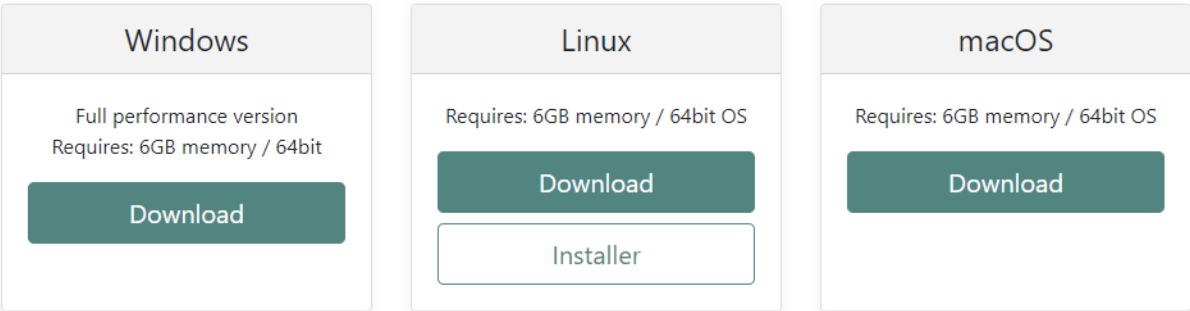 Windows
Full performance version
Requires: 6GB memory / 64bit
Download
Linux
Requires: 6GB memory / 64bit OS
Download
Installer
macOS
Requires: 6GB memory / 64bit OS
Download